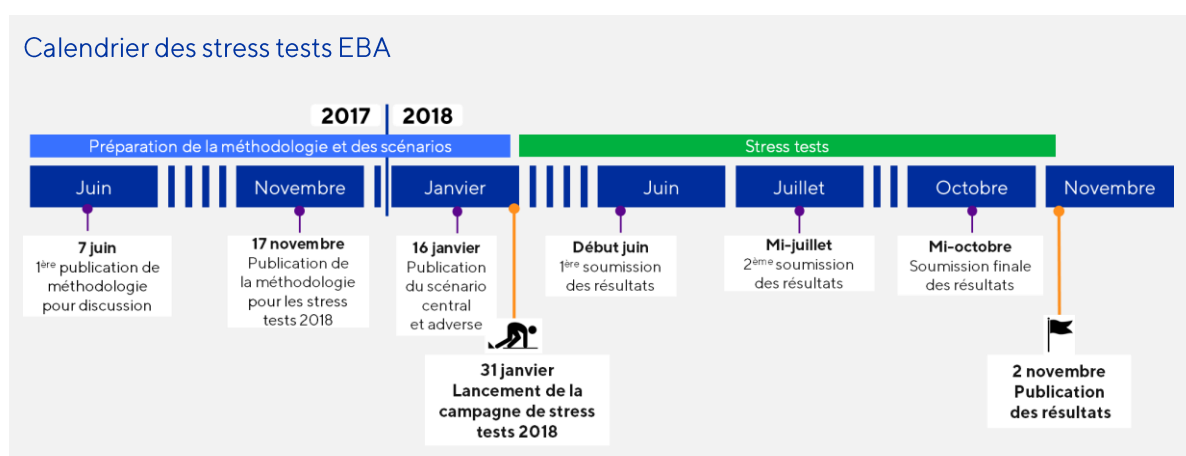 Calendrier des stress tests EBA
2017 2018
Préparation de la méthodologie et des scénarios
Stress tests
Juin
Novembre
Janvier
Juin
Juillet
Octobre
Novembre
7 juin
1ère publication de
méthodologie
pour discussion
17 novembre
Publication de
la méthodologie
pour les stress
tests 2018
16 janvier
Publication
du scénario
central
et adverse
Début juin
1ère soumission
des résultats
Mi-juillet
2ème soumission
des résultats
Mi-octobre
Soumission finale
des résultats
31 janvier
Lancement de la
campagne de stress
tests 2018
2 novembre
Publication
des résultats